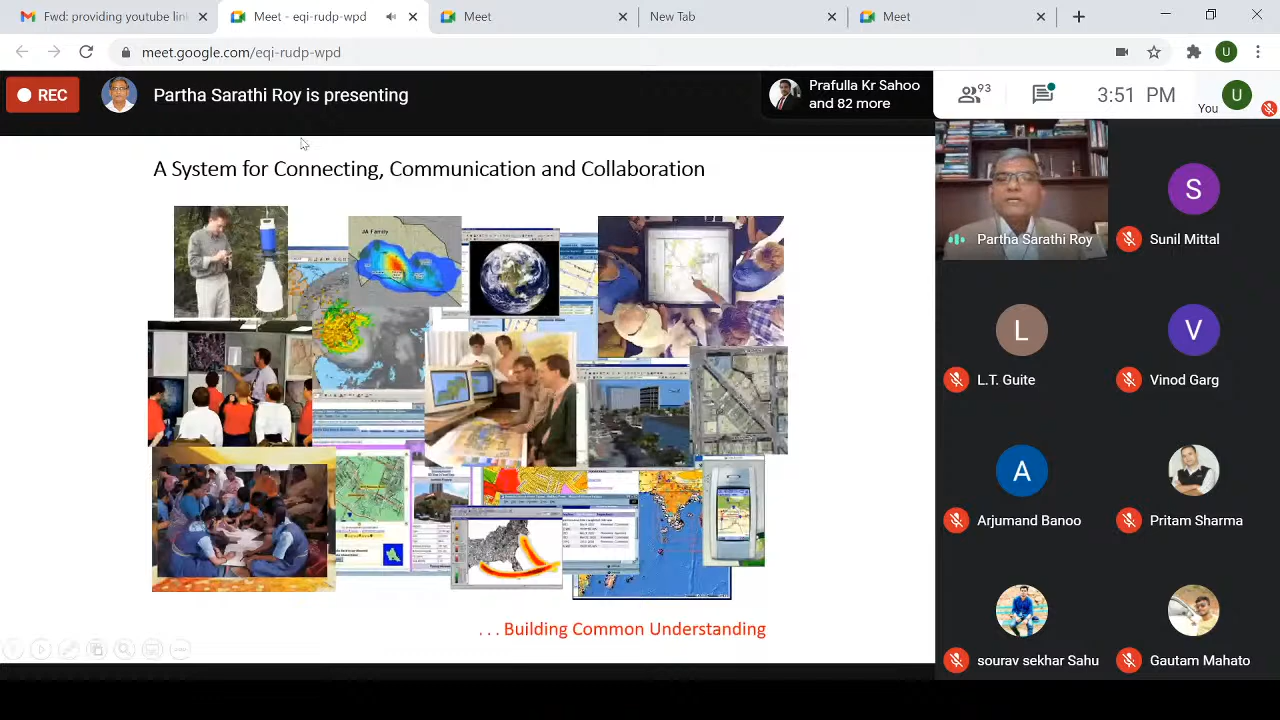 Fwd: providing youtube link
Meet - eqi-rudp-wpd
Meet
New Tab
Meet
meet.google.com/eqi-rudp-wpd
U
REC
Partha Sarathi Roy is presenting
Prafulla Kr Sahoo
and 82 more
93
3:51 PM
You
U
A System for Connecting, Communication and Collaboration
JA Family
. . . Building Common Understanding
Partha Sarathi Roy
S
Sunil Mittal
L
L.T. Guite
V
Vinod Garg
A
Arjumand Banoo
Pritam Sharma
sourav sekhar Sahu
Gautam Mahato